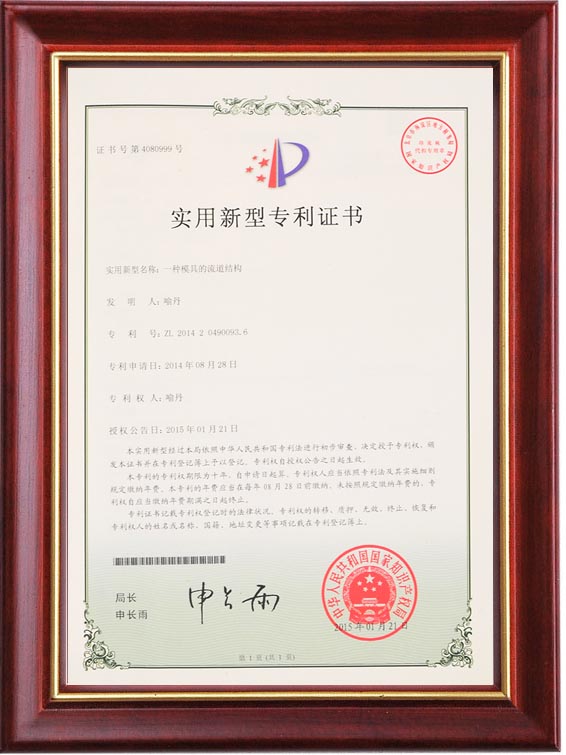 证书号第4080999号
实用新型专利证书
实用新型名称：一种模具的流道结构
发 明 人：喻丹
专 利 号：ZL 2014 2 0490093.6
专利申请日：2014年08月28日
专 利 权 人：喻丹
授权公告日：2015年01月21日
本实用新型经过本局依照中华人民共和国专利法进行初步审查，决定授予专利权，颁
发本证书并在专利登记簿上予以登记。专利权自授权公告之日起生效。
本专利的专利权期限为十年，自申请日起算。专利权人应当依照专利法及其实施细则
规定缴纳年费。本专利的年费应当在每年08月28日前缴纳。未按照规定缴纳年费的，专
利权自应当缴纳年费期满之日起终止。
专利证书记载专利权登记时的法律状况。专利权的转移、质押、无效、终止、恢复和
专利权人的姓名或名称、国籍、地址变更等事项记载在专利登记簿上。
局长
申长雨
申长雨
中华人民共和国国家知识产权局
2015年01月21日
第1页（共1页）